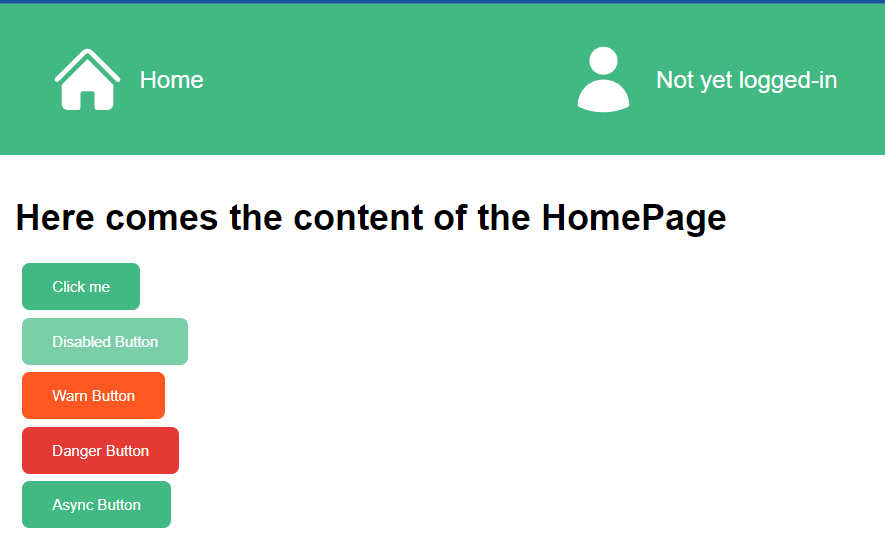 Home
Not yet logged-in
Here comes the content of the HomePage
Click me
Disabled Button
Warn Button
Danger Button
Async Button